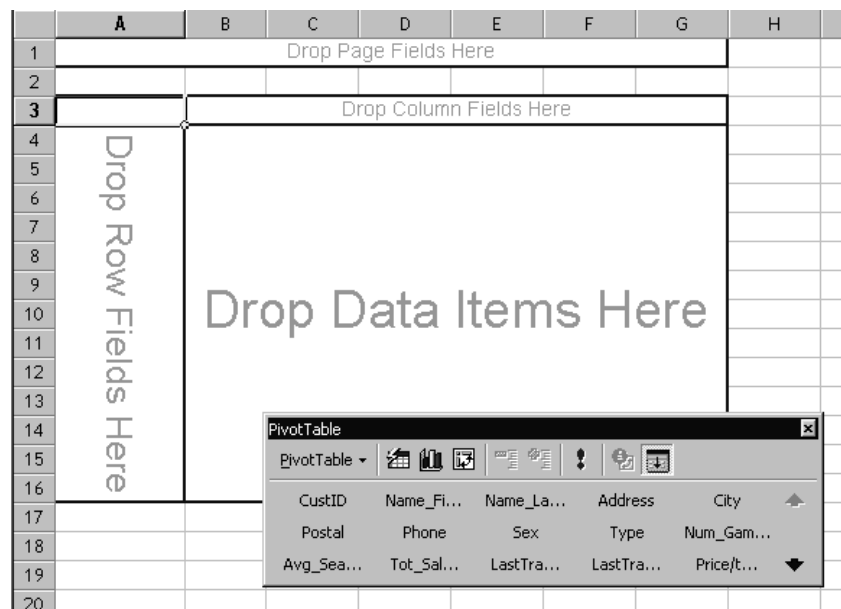 A B C D E F G H
1 Drop Page Fields Here
2
3 Drop Column Fields Here
4
5
6
7
8
9
10
11
12
13
14
15
16
17
18
19
20
Drop Row Fields Here
Drop Data Items Here
PivotTable
PivotTable
CustID Name_Fi... Name_La... Address City
Postal Phone Sex Type Num_Gam...
Avg_Sea... Tot_Sal... LastTra... LastTra... Price/t...